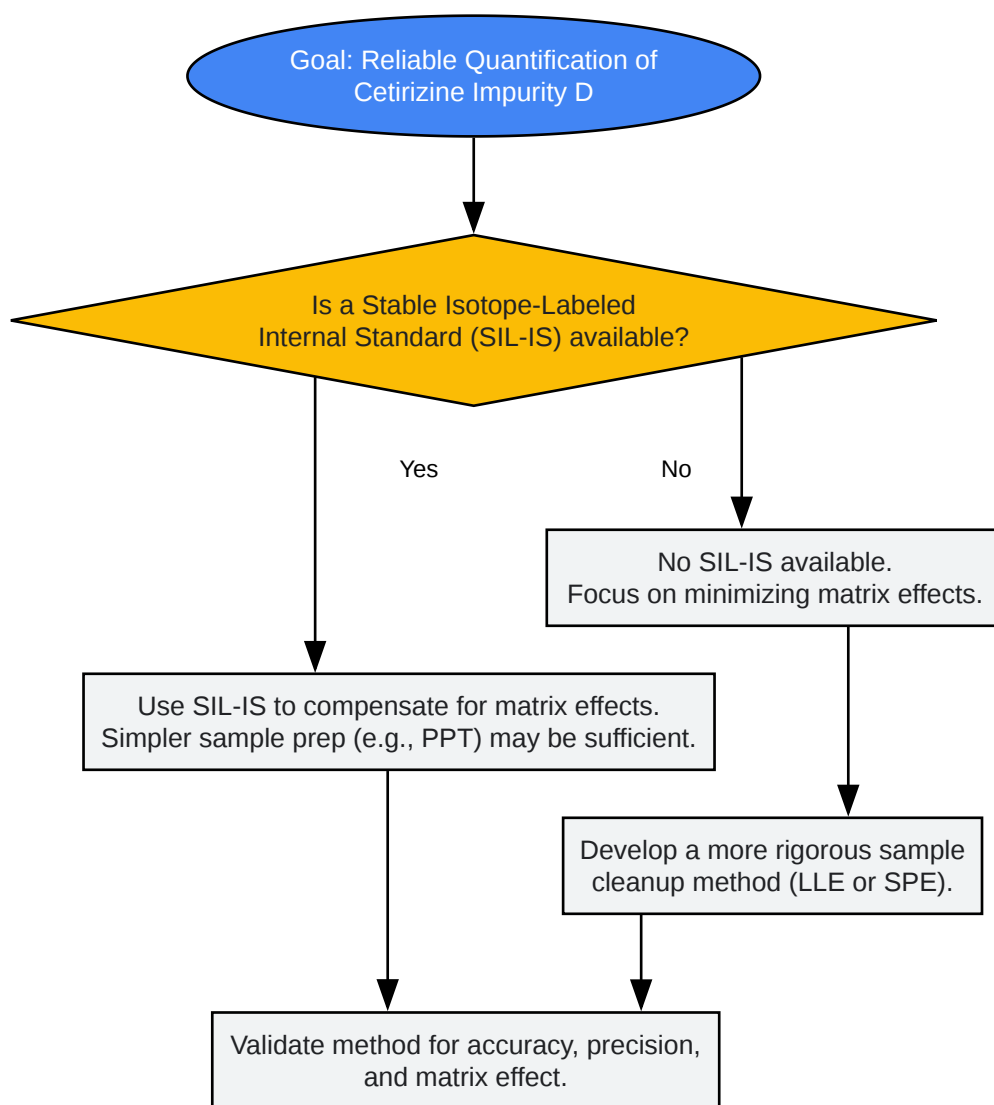 Goal: Reliable Quantification of
Cetirizine Impurity D
Is a Stable Isotope-Labeled
Internal Standard (SIL-IS) available?
Yes
No
No SIL-IS available.
Focus on minimizing matrix effects.
Use SIL-IS to compensate for matrix effects.
Simpler sample prep (e.g., PPT) may be sufficient.
Develop a more rigorous sample
cleanup method (LLE or SPE).
Validate method for accuracy, precision,
and matrix effect.